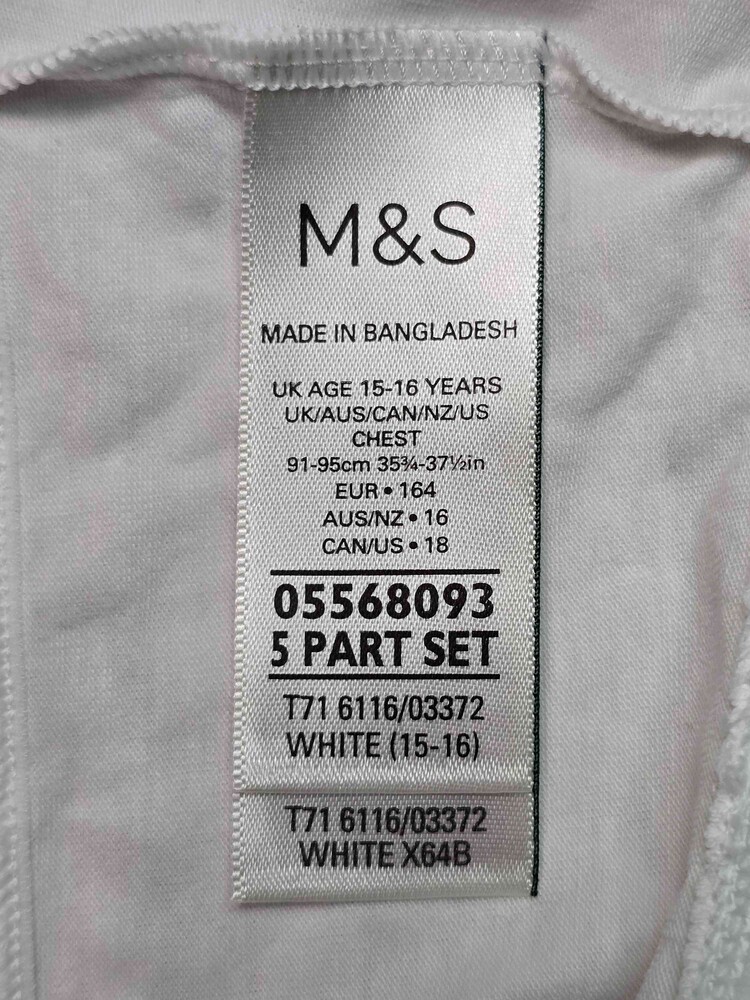 M&S
MADE IN BANGLADESH
UK AGE 15-16 YEARS
UK/AUS/CAN/NZ/US
CHEST
91-95cm 35¾-37½in
EUR • 164
AUS/NZ • 16
CAN/US • 18
05568093
5 PART SET
T71 6116/03372
WHITE (15-16)
T71 6116/03372
WHITE X64B